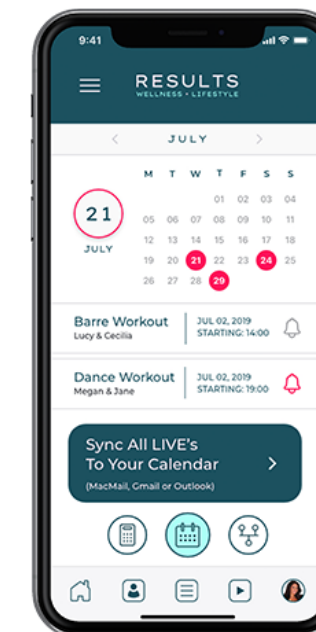 9:41
RESULTS
WELLNESS • LIFESTYLE
< JULY >
M T W T F S S
01 02 03 04
05 06 07 08 09 10 11
12 13 14 15 16 17 18
19 20 21 22 23 24 25
26 27 28 29
21
JULY
Barre Workout
Lucy & Cecilia
JUL 02, 2019
STARTING: 14:00
Dance Workout
Megan & Jane
JUL 02, 2019
STARTING: 19:00
Sync All LIVE's
To Your Calendar >
(MacMail, Gmail or Outlook)